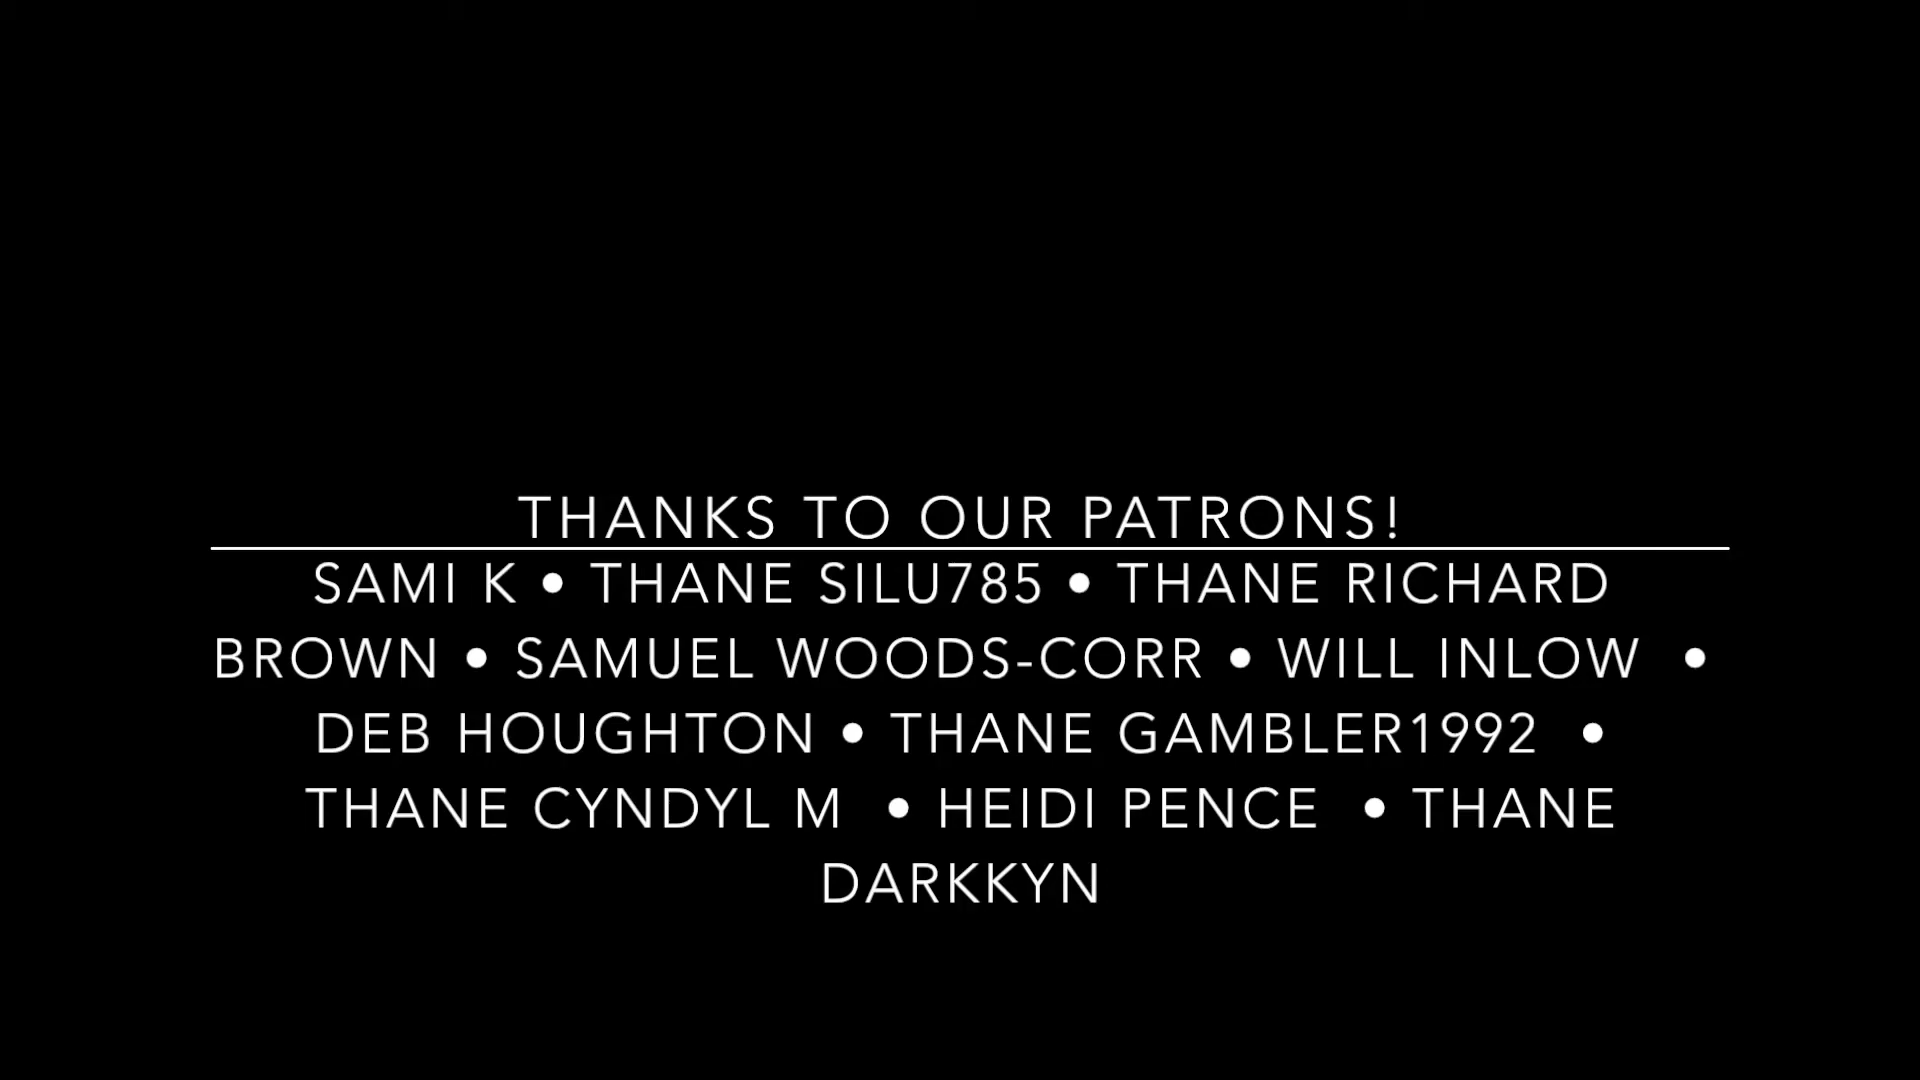 THANKS TO OUR PATRONS!
SAMI K • THANE SILU785 • THANE RICHARD
BROWN • SAMUEL WOODS-CORR • WILL INLOW •
DEB HOUGHTON • THANE GAMBLER1992 •
THANE CYNDYL M • HEIDI PENCE • THANE
DARKKYN